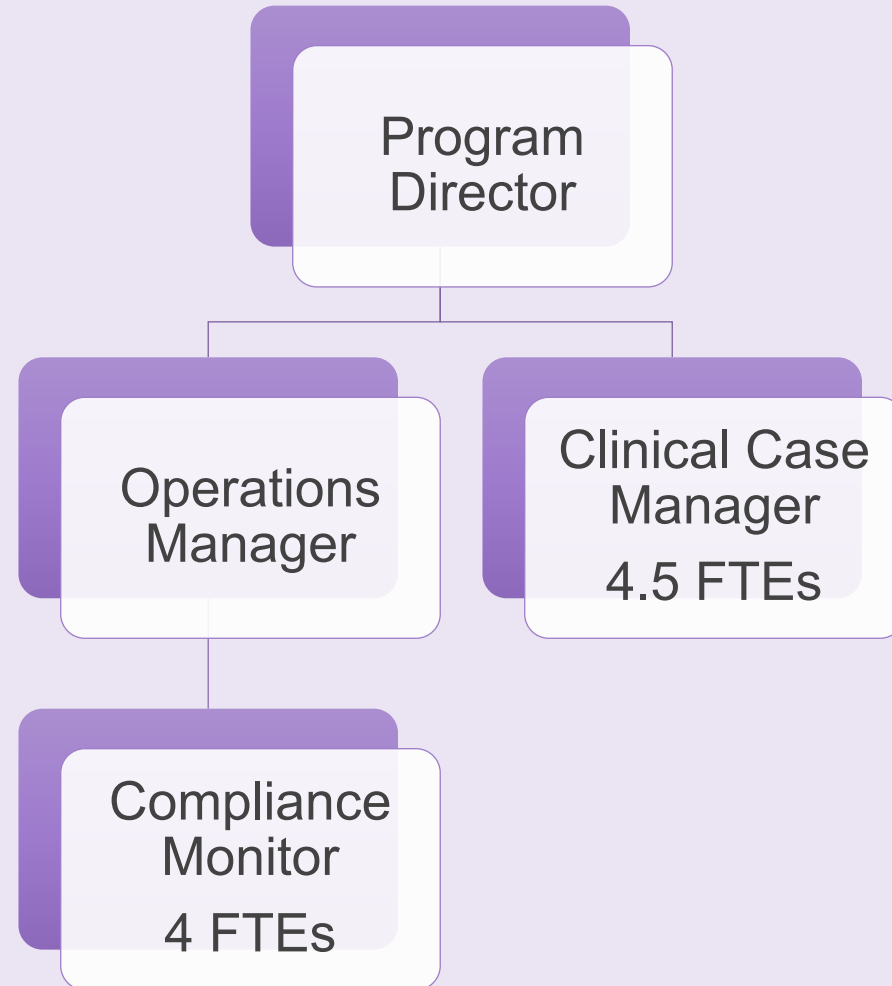 Program
Director
Operations
Manager
Clinical Case
Manager
4.5 FTEs
Compliance
Monitor
4 FTEs